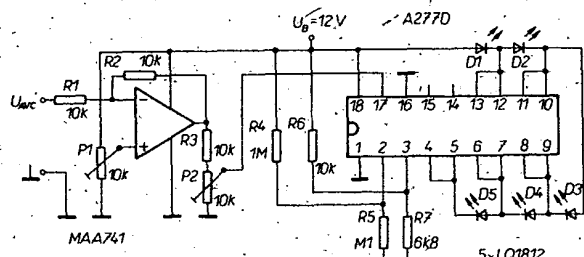 U_B=12V A277D
R2 10k D1 D2
R1 10k
U_AVC
R3 10k
R4 1M
R6 10k
18 17 16 15 14 13 12 11 10
1 2 3 4 5 6 7 8 9
P1 10k
P2 10k
D5 D4 D3
R5 M1
R7 6k8
MAA741
5×LQ1812